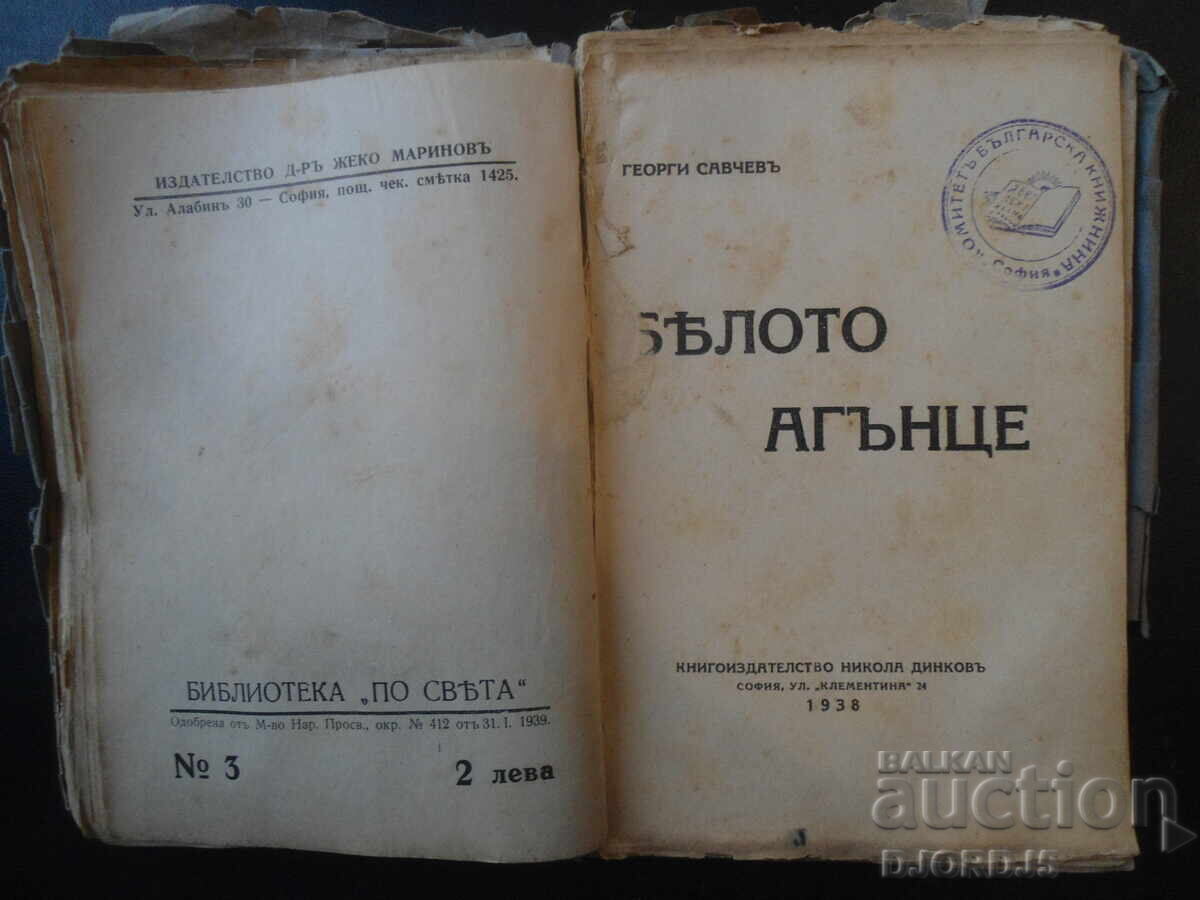 ИЗДАТЕЛСТВО Д-РЪ ЖЕКО МАРИНОВЪ
Ул. Алабинъ 30 — София, пощ. чек. смѣтка 1425.
БИБЛИОТЕКА „ПО СВѢТА“
Одобрена отъ М-во Нар. Просв., окр. № 412 отъ 31. I. 1939.
№ 3
2 лева
ГЕОРГИ САВЧЕВЪ
КОМИТЕТЪ БЪЛГАРСКА КНИЖНИНА
София
БѢЛОТО
АГЪНЦЕ
КНИГОИЗДАТЕЛСТВО НИКОЛА ДИНКОВЪ
СОФИЯ, УЛ. „КЛЕМЕНТИНА“ 24
1938
BALKAN
auction
DJORDJ5